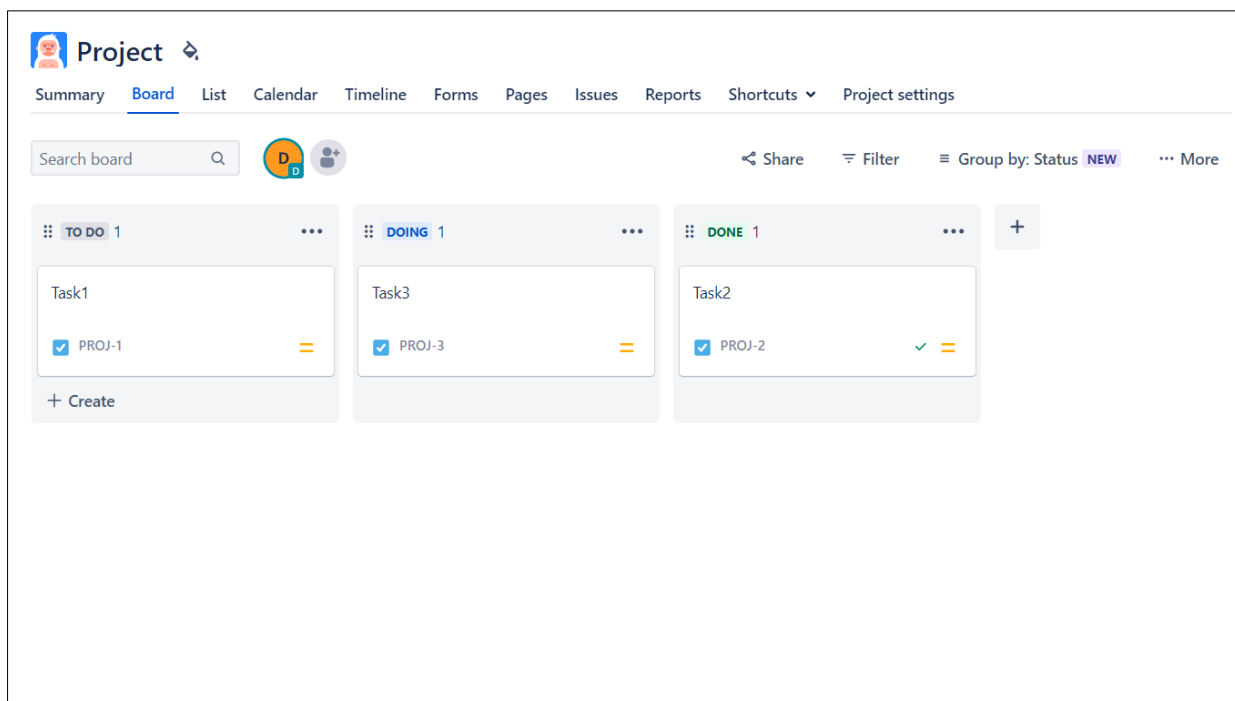 Project
Summary Board List Calendar Timeline Forms Pages Issues Reports Shortcuts Project settings
Search board D D Share Filter Group by: Status NEW More
TO DO 1 DOING 1 DONE 1
Task1 Task3 Task2
PROJ-1 PROJ-3 PROJ-2
Create